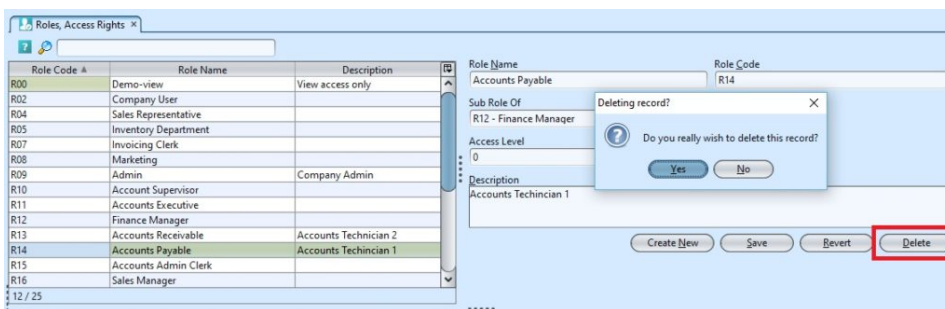 Roles, Access Rights ×
Role Code Role Name Description
R00 Demo-view View access only
R02 Company User
R04 Sales Representative
R05 Inventory Department
R07 Invoicing Clerk
R08 Marketing
R09 Admin Company Admin
R10 Account Supervisor
R11 Accounts Executive
R12 Finance Manager
R13 Accounts Receivable Accounts Technician 2
R14 Accounts Payable Accounts Techincian 1
R15 Accounts Admin Clerk
R16 Sales Manager
12 / 25
Role Name Role Code
Accounts Payable R14
Sub Role Of
R12 - Finance Manager
Access Level
0
Description
Accounts Techincian 1
Deleting record?
Do you really wish to delete this record?
Yes No
Create New Save Revert Delete